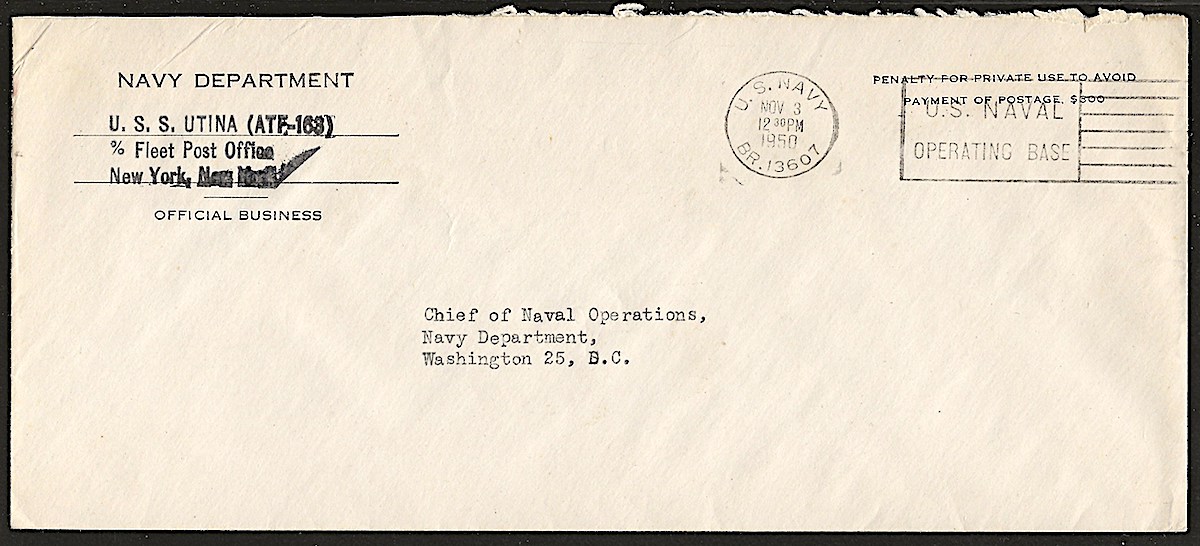 NAVY DEPARTMENT
U. S. S. UTINA (ATF-163)
% Fleet Post Office
New York, New York
OFFICIAL BUSINESS
U.S. NAVY
NOV 3
12 30 PM
1950
BR. 13607
PENALTY FOR PRIVATE USE TO AVOID
PAYMENT OF POSTAGE, $300
U.S. NAVAL
OPERATING BASE
Chief of Naval Operations,
Navy Department,
Washington 25, D.C.